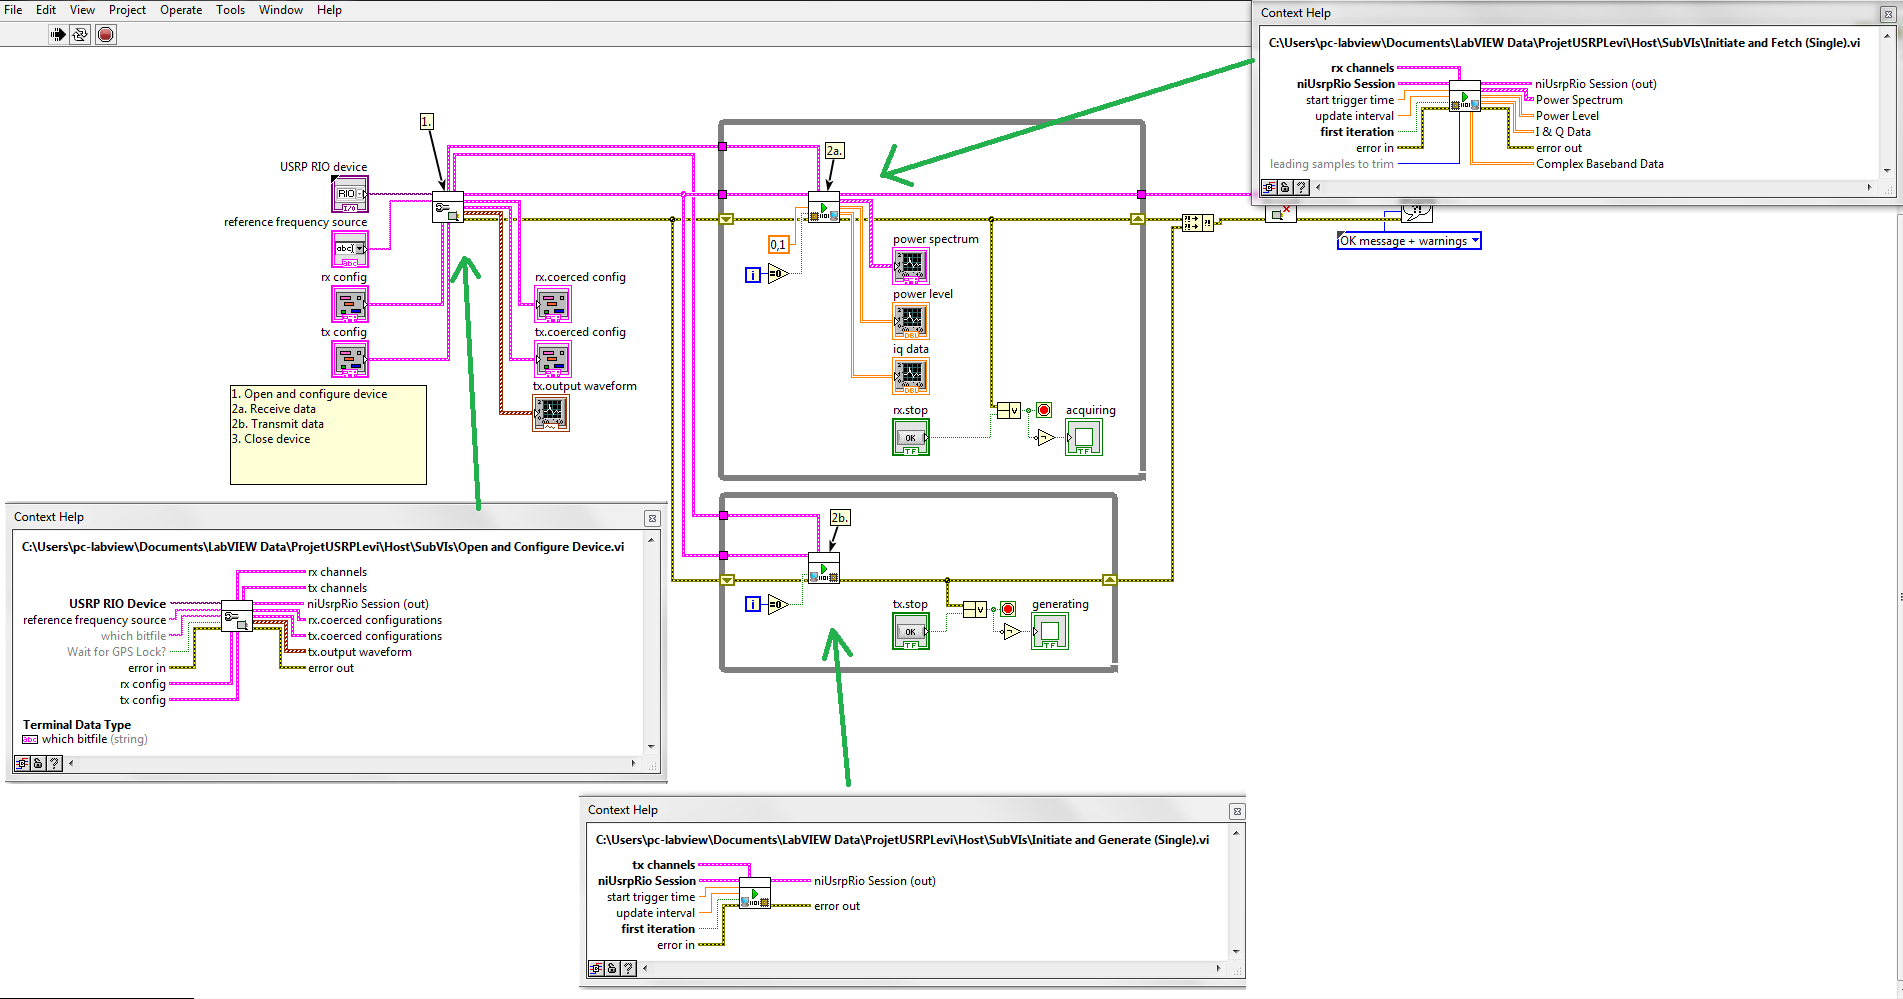 File Edit View Project Operate Tools Window Help
Context Help
C:\Users\pc-labview\Documents\LabVIEW Data\ProjetUSRPLevi\Host\SubVIs\Initiate and Fetch (Single).vi
rx channels
niUsrpRio Session
start trigger time
update interval
first iteration
error in
leading samples to trim
niUsrpRio Session (out)
Power Spectrum
Power Level
I & Q Data
error out
Complex Baseband Data
1.
USRP RIO device
RIO
I/O
reference frequency source
abc
abc
rx config
tx config
rx.coerced config
tx.coerced config
tx.output waveform
1. Open and configure device
2a. Receive data
2b. Transmit data
3. Close device
2a.
0,1
i
=0
power spectrum
power level
DBL
iq data
DBL
rx.stop
OK
TF
v
acquiring
TF
OK message + warnings
2b.
i
=0
tx.stop
OK
TF
v
generating
TF
Context Help
C:\Users\pc-labview\Documents\LabVIEW Data\ProjetUSRPLevi\Host\SubVIs\Open and Configure Device.vi
rx channels
tx channels
USRP RIO Device
reference frequency source
which bitfile
Wait for GPS Lock?
error in
rx config
tx config
niUsrpRio Session (out)
rx.coerced configurations
tx.coerced configurations
tx.output waveform
error out
Terminal Data Type
abc which bitfile (string)
Context Help
C:\Users\pc-labview\Documents\LabVIEW Data\ProjetUSRPLevi\Host\SubVIs\Initiate and Generate (Single).vi
tx channels
niUsrpRio Session
start trigger time
update interval
first iteration
error in
niUsrpRio Session (out)
error out